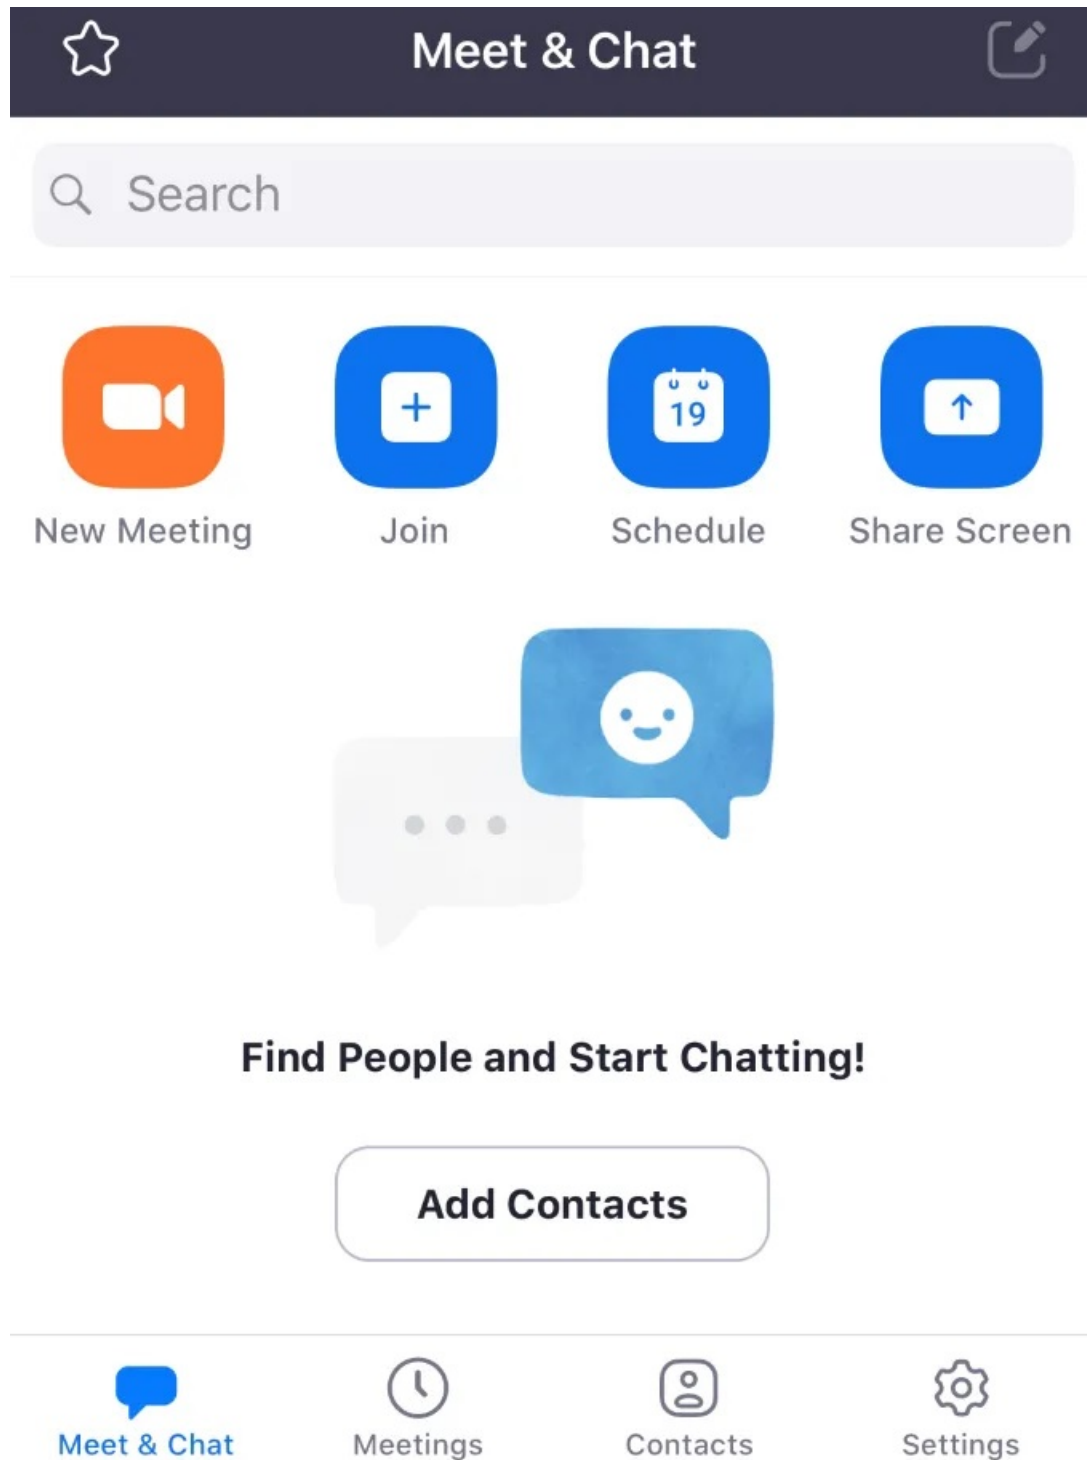 Meet & Chat
Search
19
New Meeting
Join
Schedule
Share Screen
Find People and Start Chatting!
Add Contacts
Meet & Chat
Meetings
Contacts
Settings